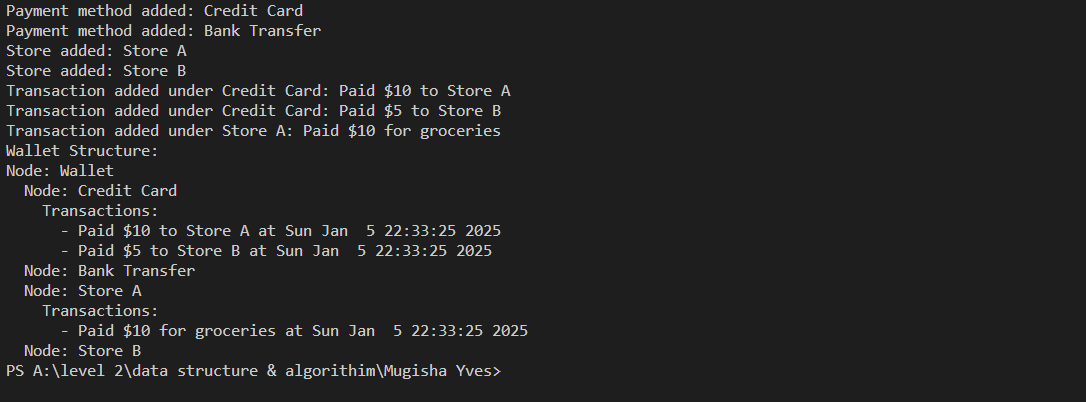 Payment method added: Credit Card
Payment method added: Bank Transfer
Store added: Store A
Store added: Store B
Transaction added under Credit Card: Paid $10 to Store A
Transaction added under Credit Card: Paid $5 to Store B
Transaction added under Store A: Paid $10 for groceries
Wallet Structure:
Node: Wallet
  Node: Credit Card
    Transactions:
      - Paid $10 to Store A at Sun Jan  5 22:33:25 2025
      - Paid $5 to Store B at Sun Jan  5 22:33:25 2025
  Node: Bank Transfer
  Node: Store A
    Transactions:
      - Paid $10 for groceries at Sun Jan  5 22:33:25 2025
  Node: Store B
PS A:\level 2\data structure & algorithim\Mugisha Yves>